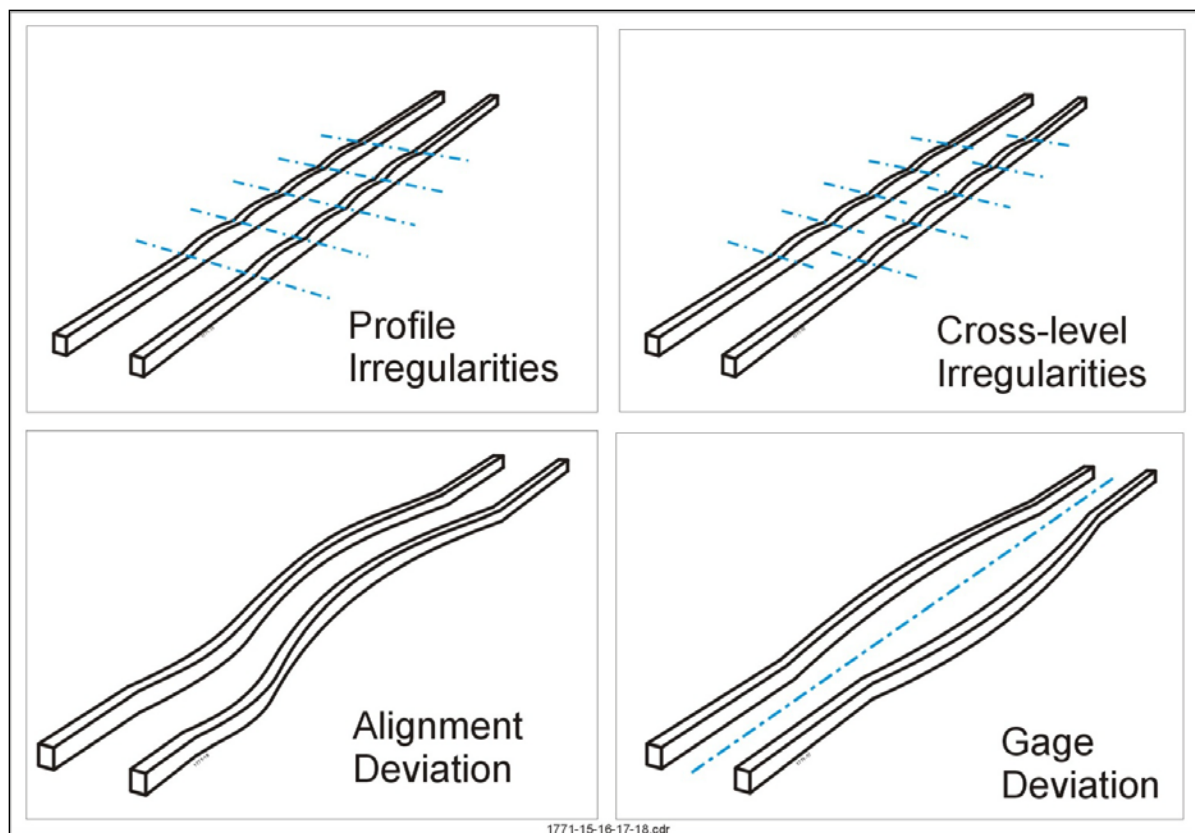 Profile
Irregularities
Cross-level
Irregularities
Alignment
Deviation
Gage
Deviation
1771-15-16-17-18.cdr